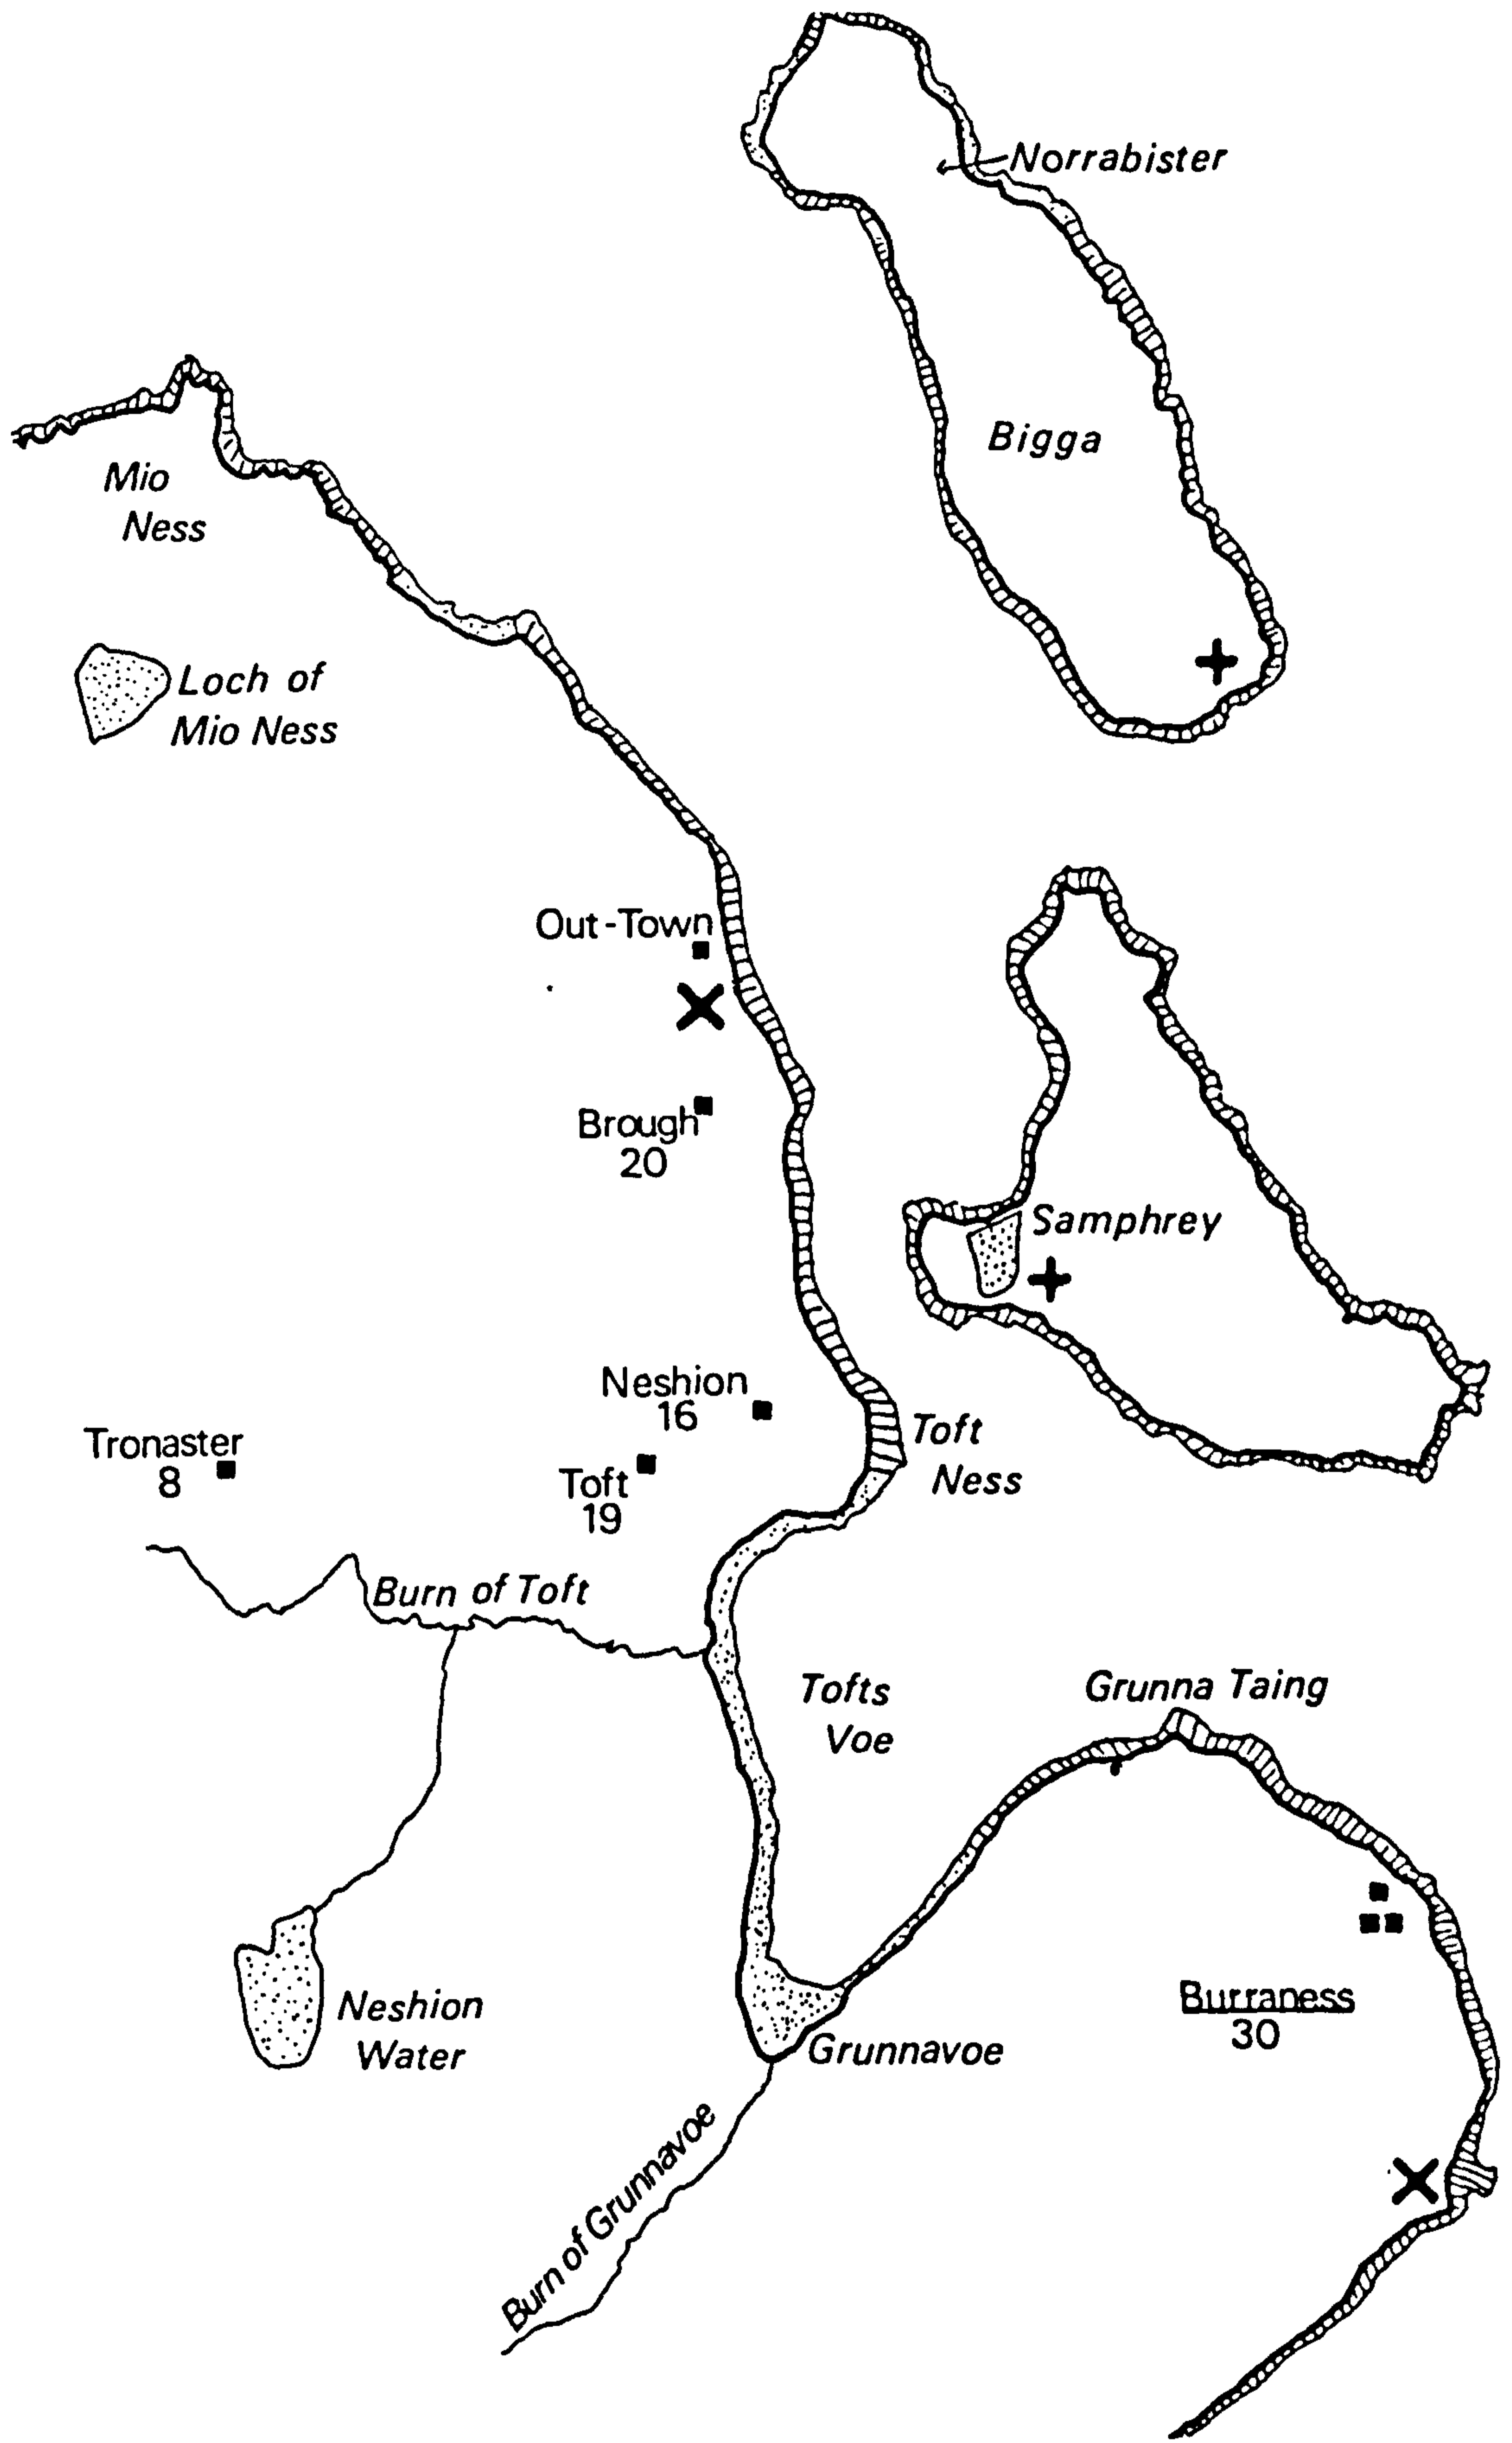 Norrabister
Bigga
Mio
Ness
Loch of
Mio Ness
Out-Town
Brough
20
Samphrey
Neshion
16
Toft
Ness
Tronaster
8
Toft
19
Burn of Toft
Tofts
Voe
Grunna Taing
Burraness
30
Neshion
Water
Grunnavoe
Burn of Grunnavoe